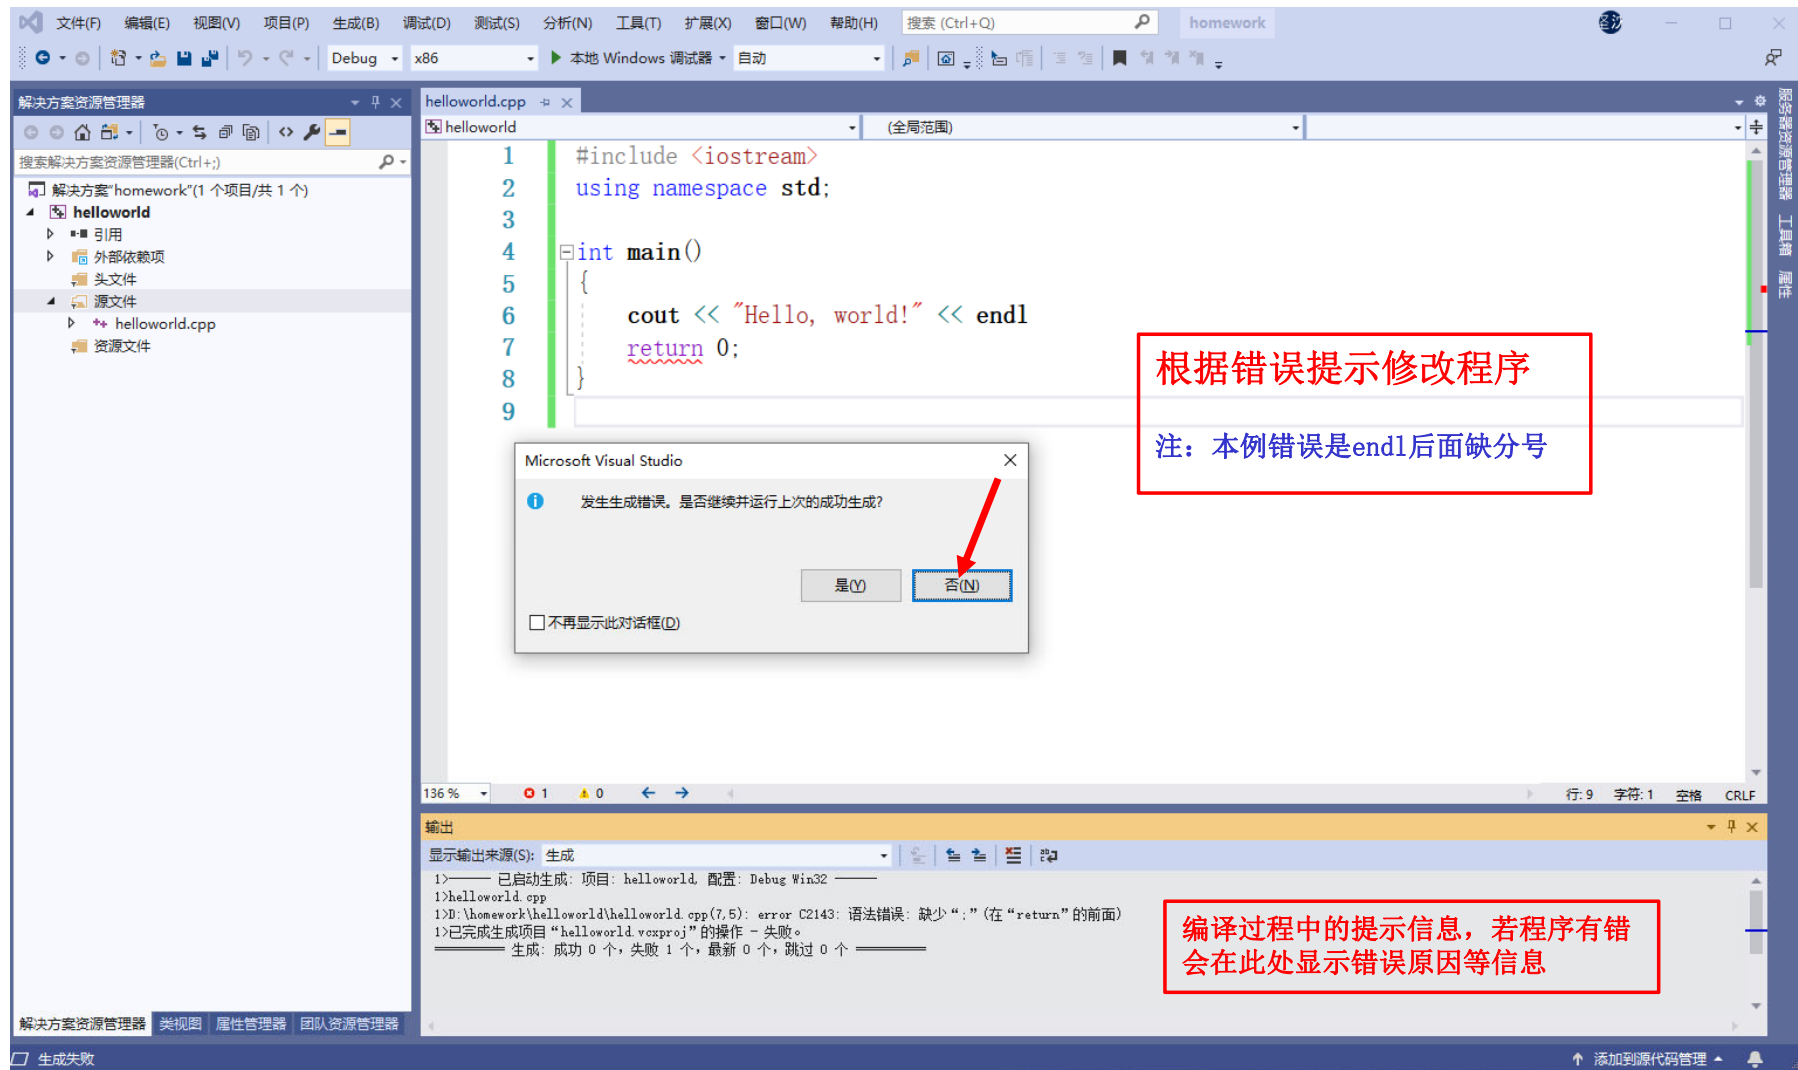 文件(F) 编辑(E) 视图(V) 项目(P) 生成(B) 调试(D) 测试(S) 分析(N) 工具(T) 扩展(X) 窗口(W) 帮助(H) 搜索 (Ctrl+Q) homework
Debug x86 本地 Windows 调试器 自动
解决方案资源管理器
搜索解决方案资源管理器(Ctrl+;)
解决方案"homework"(1 个项目/共 1 个)
helloworld
引用
外部依赖项
头文件
源文件
helloworld.cpp
资源文件
helloworld.cpp
helloworld (全局范围)
1 #include <iostream>
2 using namespace std;
3
4 int main()
5 {
6 cout << "Hello, world!" << endl
7 return 0;
8 }
9
根据错误提示修改程序
注：本例错误是endl后面缺分号
Microsoft Visual Studio
发生生成错误。是否继续并运行上次的成功生成?
是(Y) 否(N)
不再显示此对话框(D)
136 % 1 0 行: 9 字符: 1 空格 CRLF
输出
显示输出来源(S): 生成
1>—— 已启动生成: 项目: helloworld, 配置: Debug Win32 ——
1>helloworld.cpp
1>D:\homework\helloworld\helloworld.cpp(7,5): error C2143: 语法错误: 缺少“;”(在“return”的前面)
1>已完成生成项目“helloworld.vcxproj”的操作 - 失败。
========== 生成: 成功 0 个，失败 1 个，最新 0 个，跳过 0 个 ==========
编译过程中的提示信息，若程序有错
会在此处显示错误原因等信息
服务器资源管理器
工具箱
属性
解决方案资源管理器 类视图 属性管理器 团队资源管理器
生成失败 添加到源代码管理